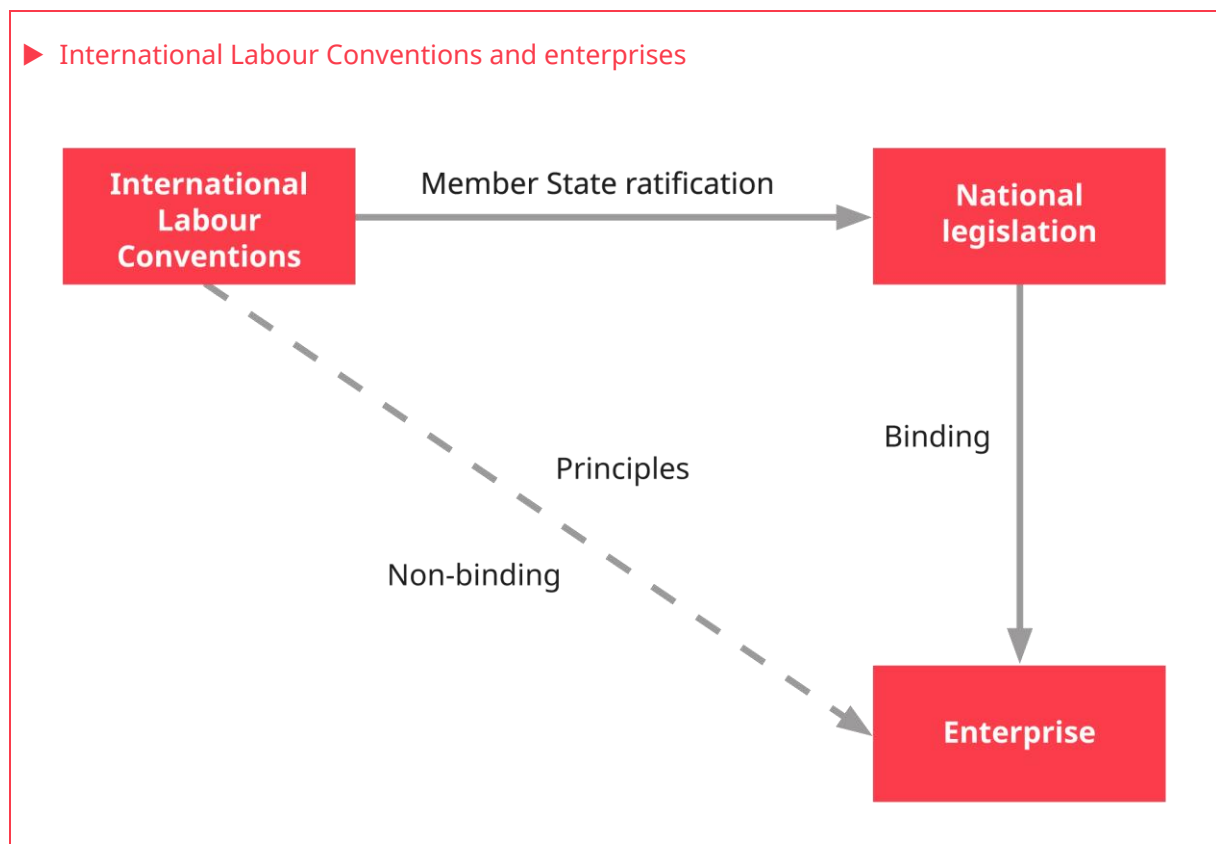 International Labour Conventions and enterprises
International
Labour
Conventions
Member State ratification
National
legislation
Binding
Principles
Non-binding
Enterprise